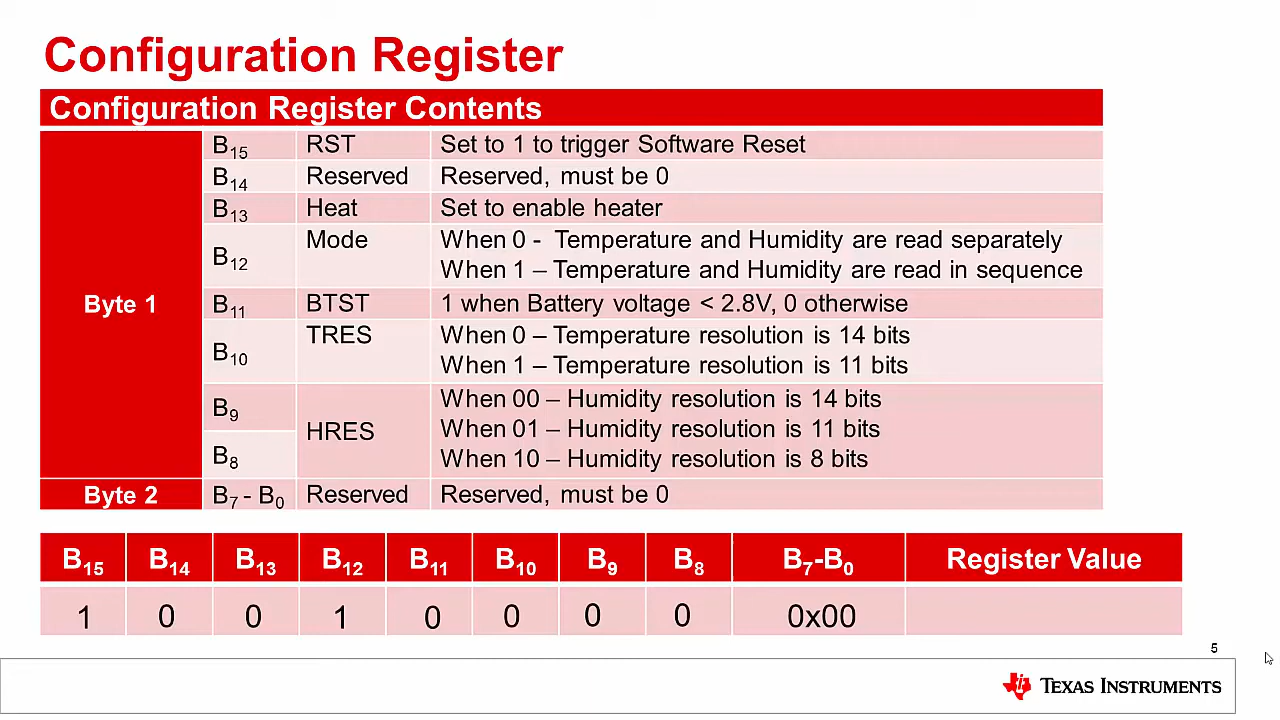 Configuration Register
Configuration Register Contents
Byte 1
B15 RST Set to 1 to trigger Software Reset
B14 Reserved Reserved, must be 0
B13 Heat Set to enable heater
B12 Mode When 0 - Temperature and Humidity are read separately
When 1 – Temperature and Humidity are read in sequence
B11 BTST 1 when Battery voltage < 2.8V, 0 otherwise
B10 TRES When 0 – Temperature resolution is 14 bits
When 1 – Temperature resolution is 11 bits
B9 B8 HRES When 00 – Humidity resolution is 14 bits
When 01 – Humidity resolution is 11 bits
When 10 – Humidity resolution is 8 bits
Byte 2 B7 - B0 Reserved Reserved, must be 0
B15 B14 B13 B12 B11 B10 B9 B8 B7-B0 Register Value
1 0 0 1 0 0 0 0 0x00
5
TEXAS INSTRUMENTS